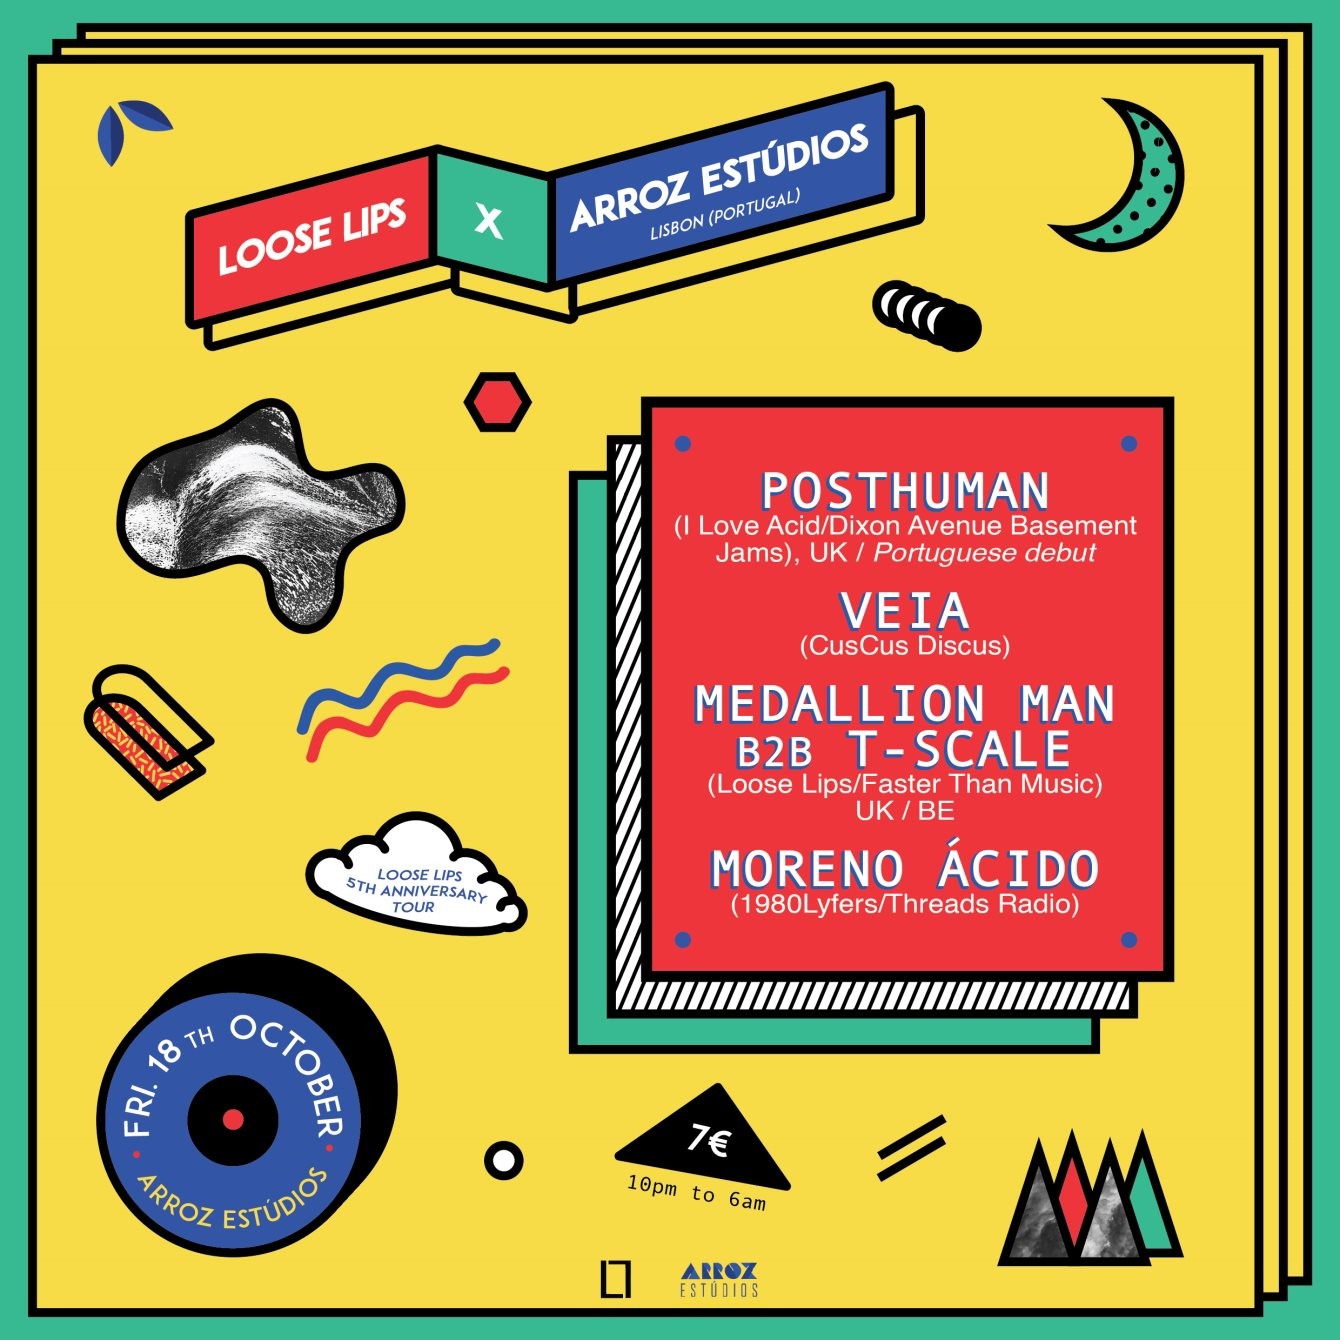 LOOSE LIPS X ARROZ ESTÚDIOS
LISBON (PORTUGAL)
POSTHUMAN
(I Love Acid/Dixon Avenue Basement
Jams), UK / Portuguese debut
VEIA
(CusCus Discus)
MEDALLION MAN
B2B T-SCALE
(Loose Lips/Faster Than Music)
UK / BE
MORENO ÁCIDO
(1980Lyfers/Threads Radio)
LOOSE LIPS
5TH ANNIVERSARY
TOUR
FRI. 18TH OCTOBER
ARROZ ESTÚDIOS
7€
10pm to 6am
ARROZ
ESTÚDIOS